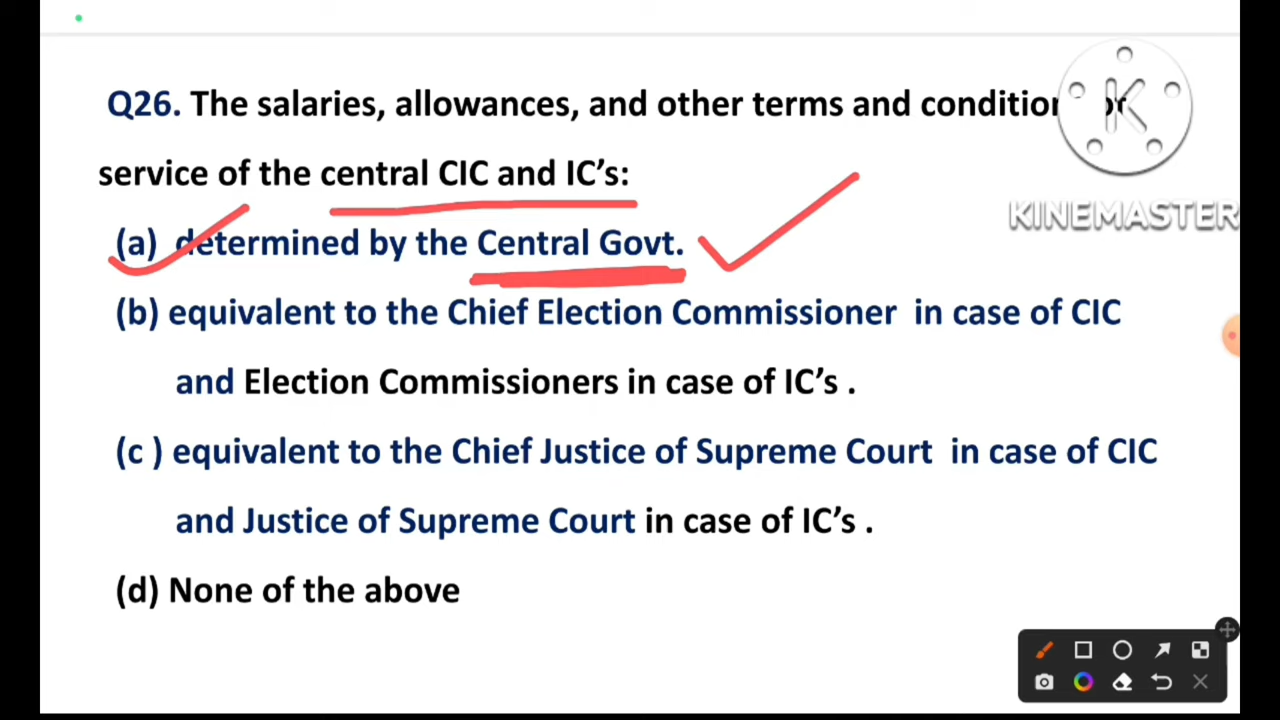 Q26. The salaries, allowances, and other terms and condition
service of the central CIC and IC’s:
(a) determined by the Central Govt.
(b) equivalent to the Chief Election Commissioner in case of CIC
and Election Commissioners in case of IC’s .
(c ) equivalent to the Chief Justice of Supreme Court in case of CIC
and Justice of Supreme Court in case of IC’s .
(d) None of the above
K
KINEMASTER